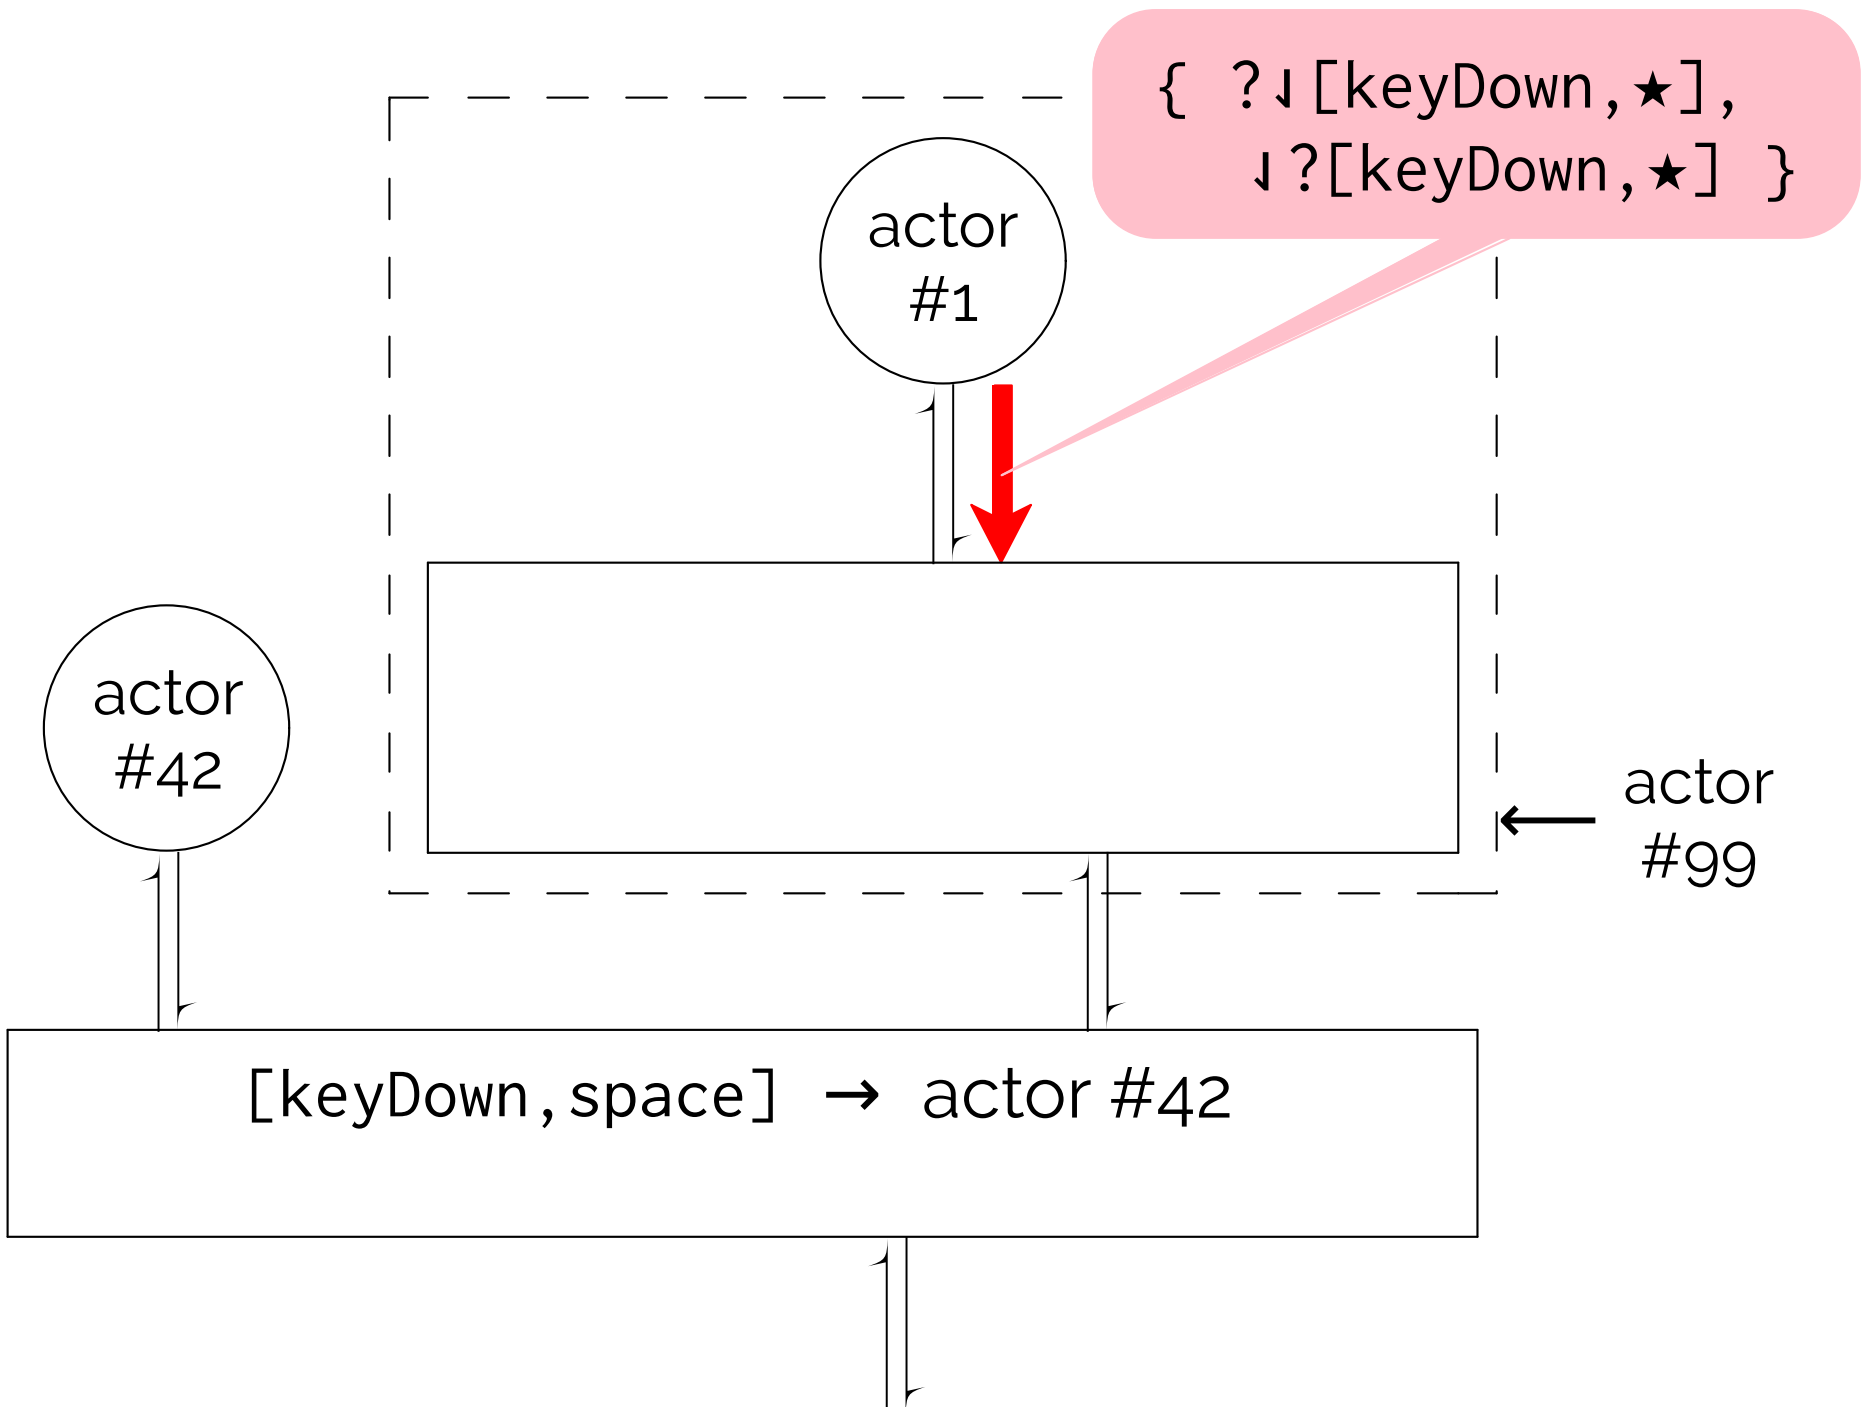 { ?⇃[keyDown,★],
⇃?[keyDown,★] }
actor
#1
actor
#42
actor
#99
[keyDown,space] → actor #42